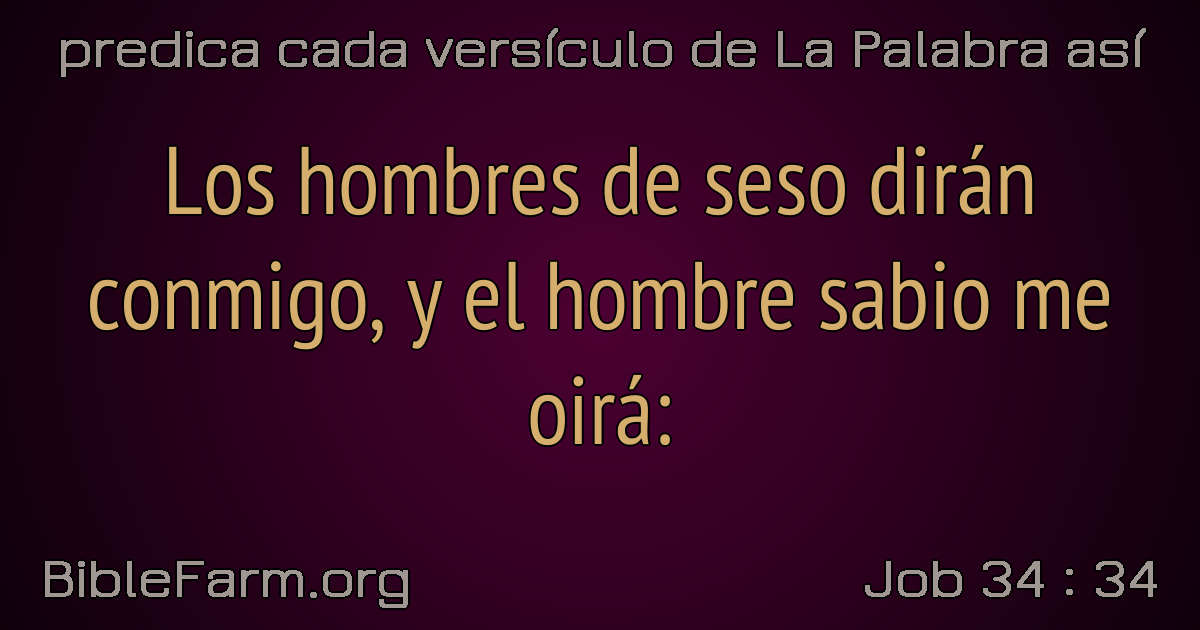 predica cada versículo de La Palabra así
Los hombres de seso dirán
conmigo, y el hombre sabio me
oirá:
BibleFarm.org
Job 34 : 34